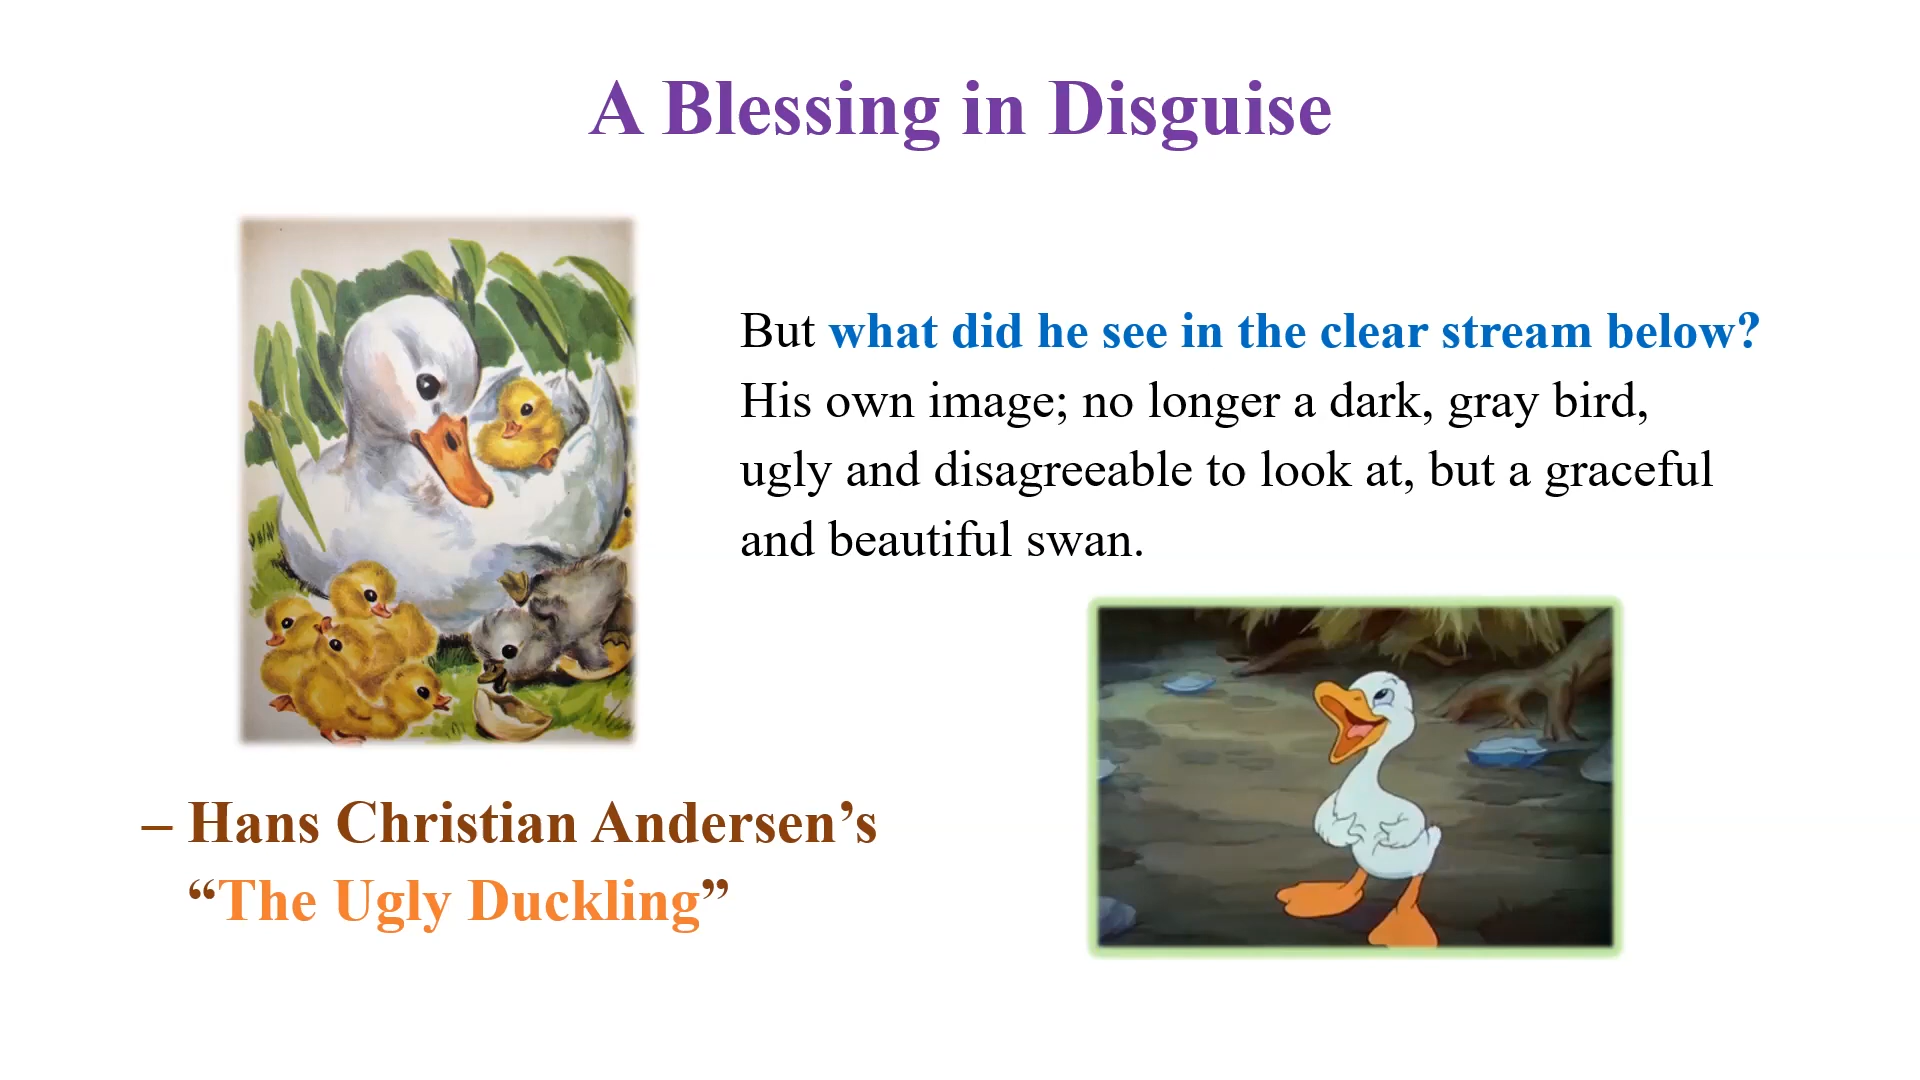 A Blessing in Disguise
But what did he see in the clear stream below?
His own image; no longer a dark, gray bird,
ugly and disagreeable to look at, but a graceful
and beautiful swan.
– Hans Christian Andersen’s
“The Ugly Duckling”